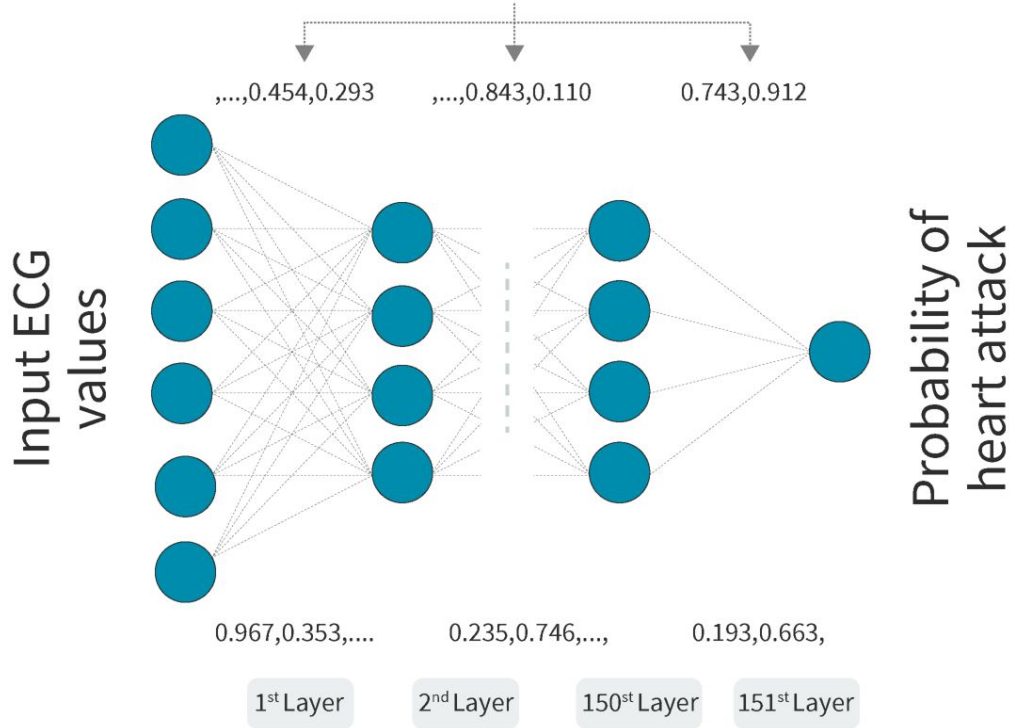 ,...,0.454,0.293
,...,0.843,0.110
0.743,0.912
Input ECG
values
Probability of
heart attack
0.967,0.353,....
0.235,0.746,...,
0.193,0.663,
1st Layer
2nd Layer
150st Layer
151st Layer